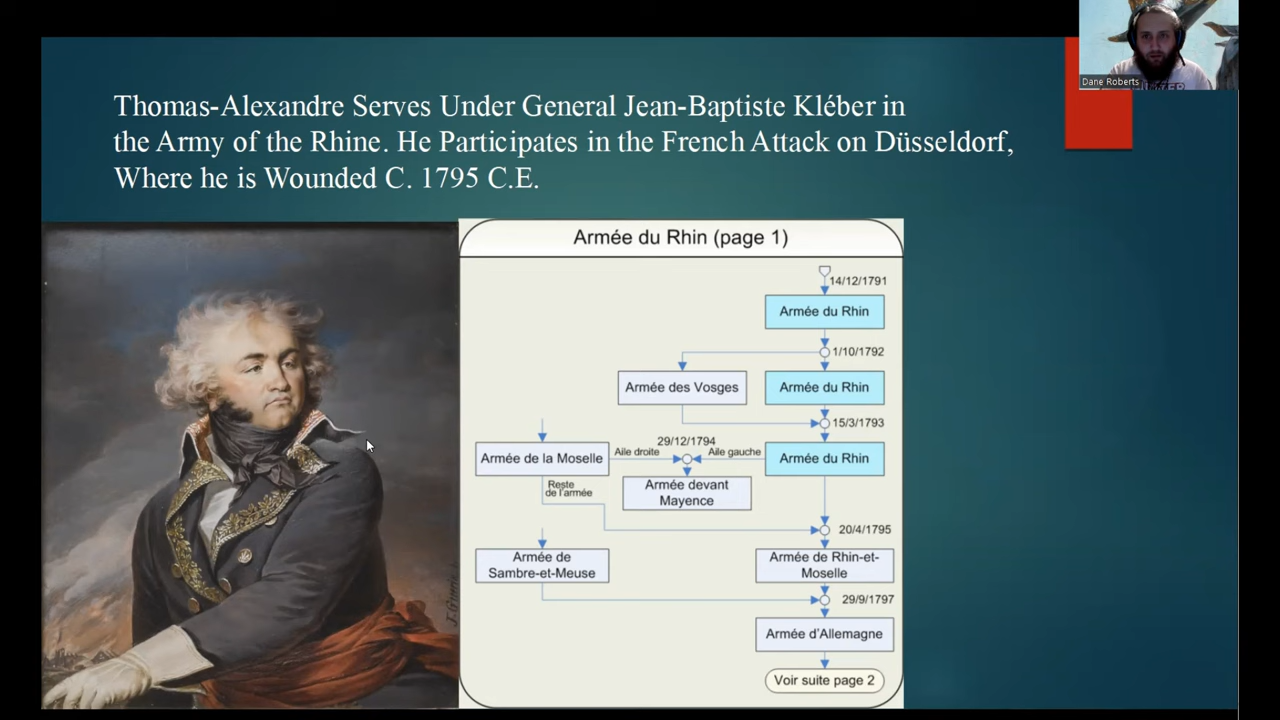 Dane Roberts
Thomas-Alexandre Serves Under General Jean-Baptiste Kléber in
the Army of the Rhine. He Participates in the French Attack on Düsseldorf,
Where he is Wounded C. 1795 C.E.
Armée du Rhin (page 1)
14/12/1791
Armée du Rhin
1/10/1792
Armée des Vosges
Armée du Rhin
15/3/1793
29/12/1794
Armée de la Moselle
Aile droite
Aile gauche
Armée du Rhin
Reste
de l'armée
Armée devant
Mayence
20/4/1795
Armée de
Sambre-et-Meuse
Armée de Rhin-et-
Moselle
29/9/1797
Armée d'Allemagne
Voir suite page 2